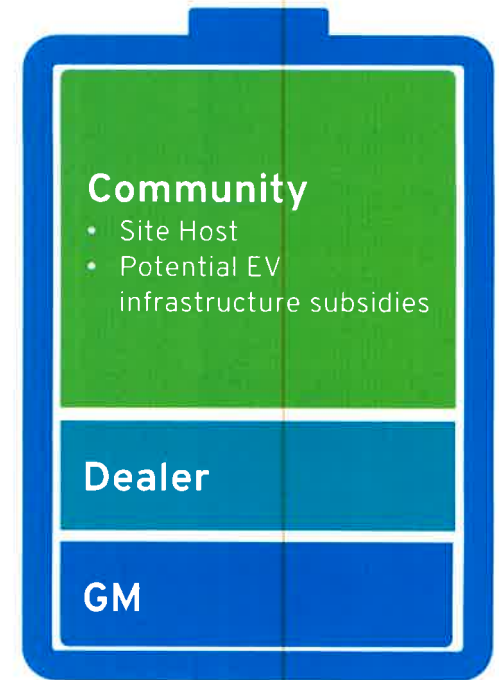 Community
• Site Host
• Potential EV
infrastructure subsidies
Dealer
GM